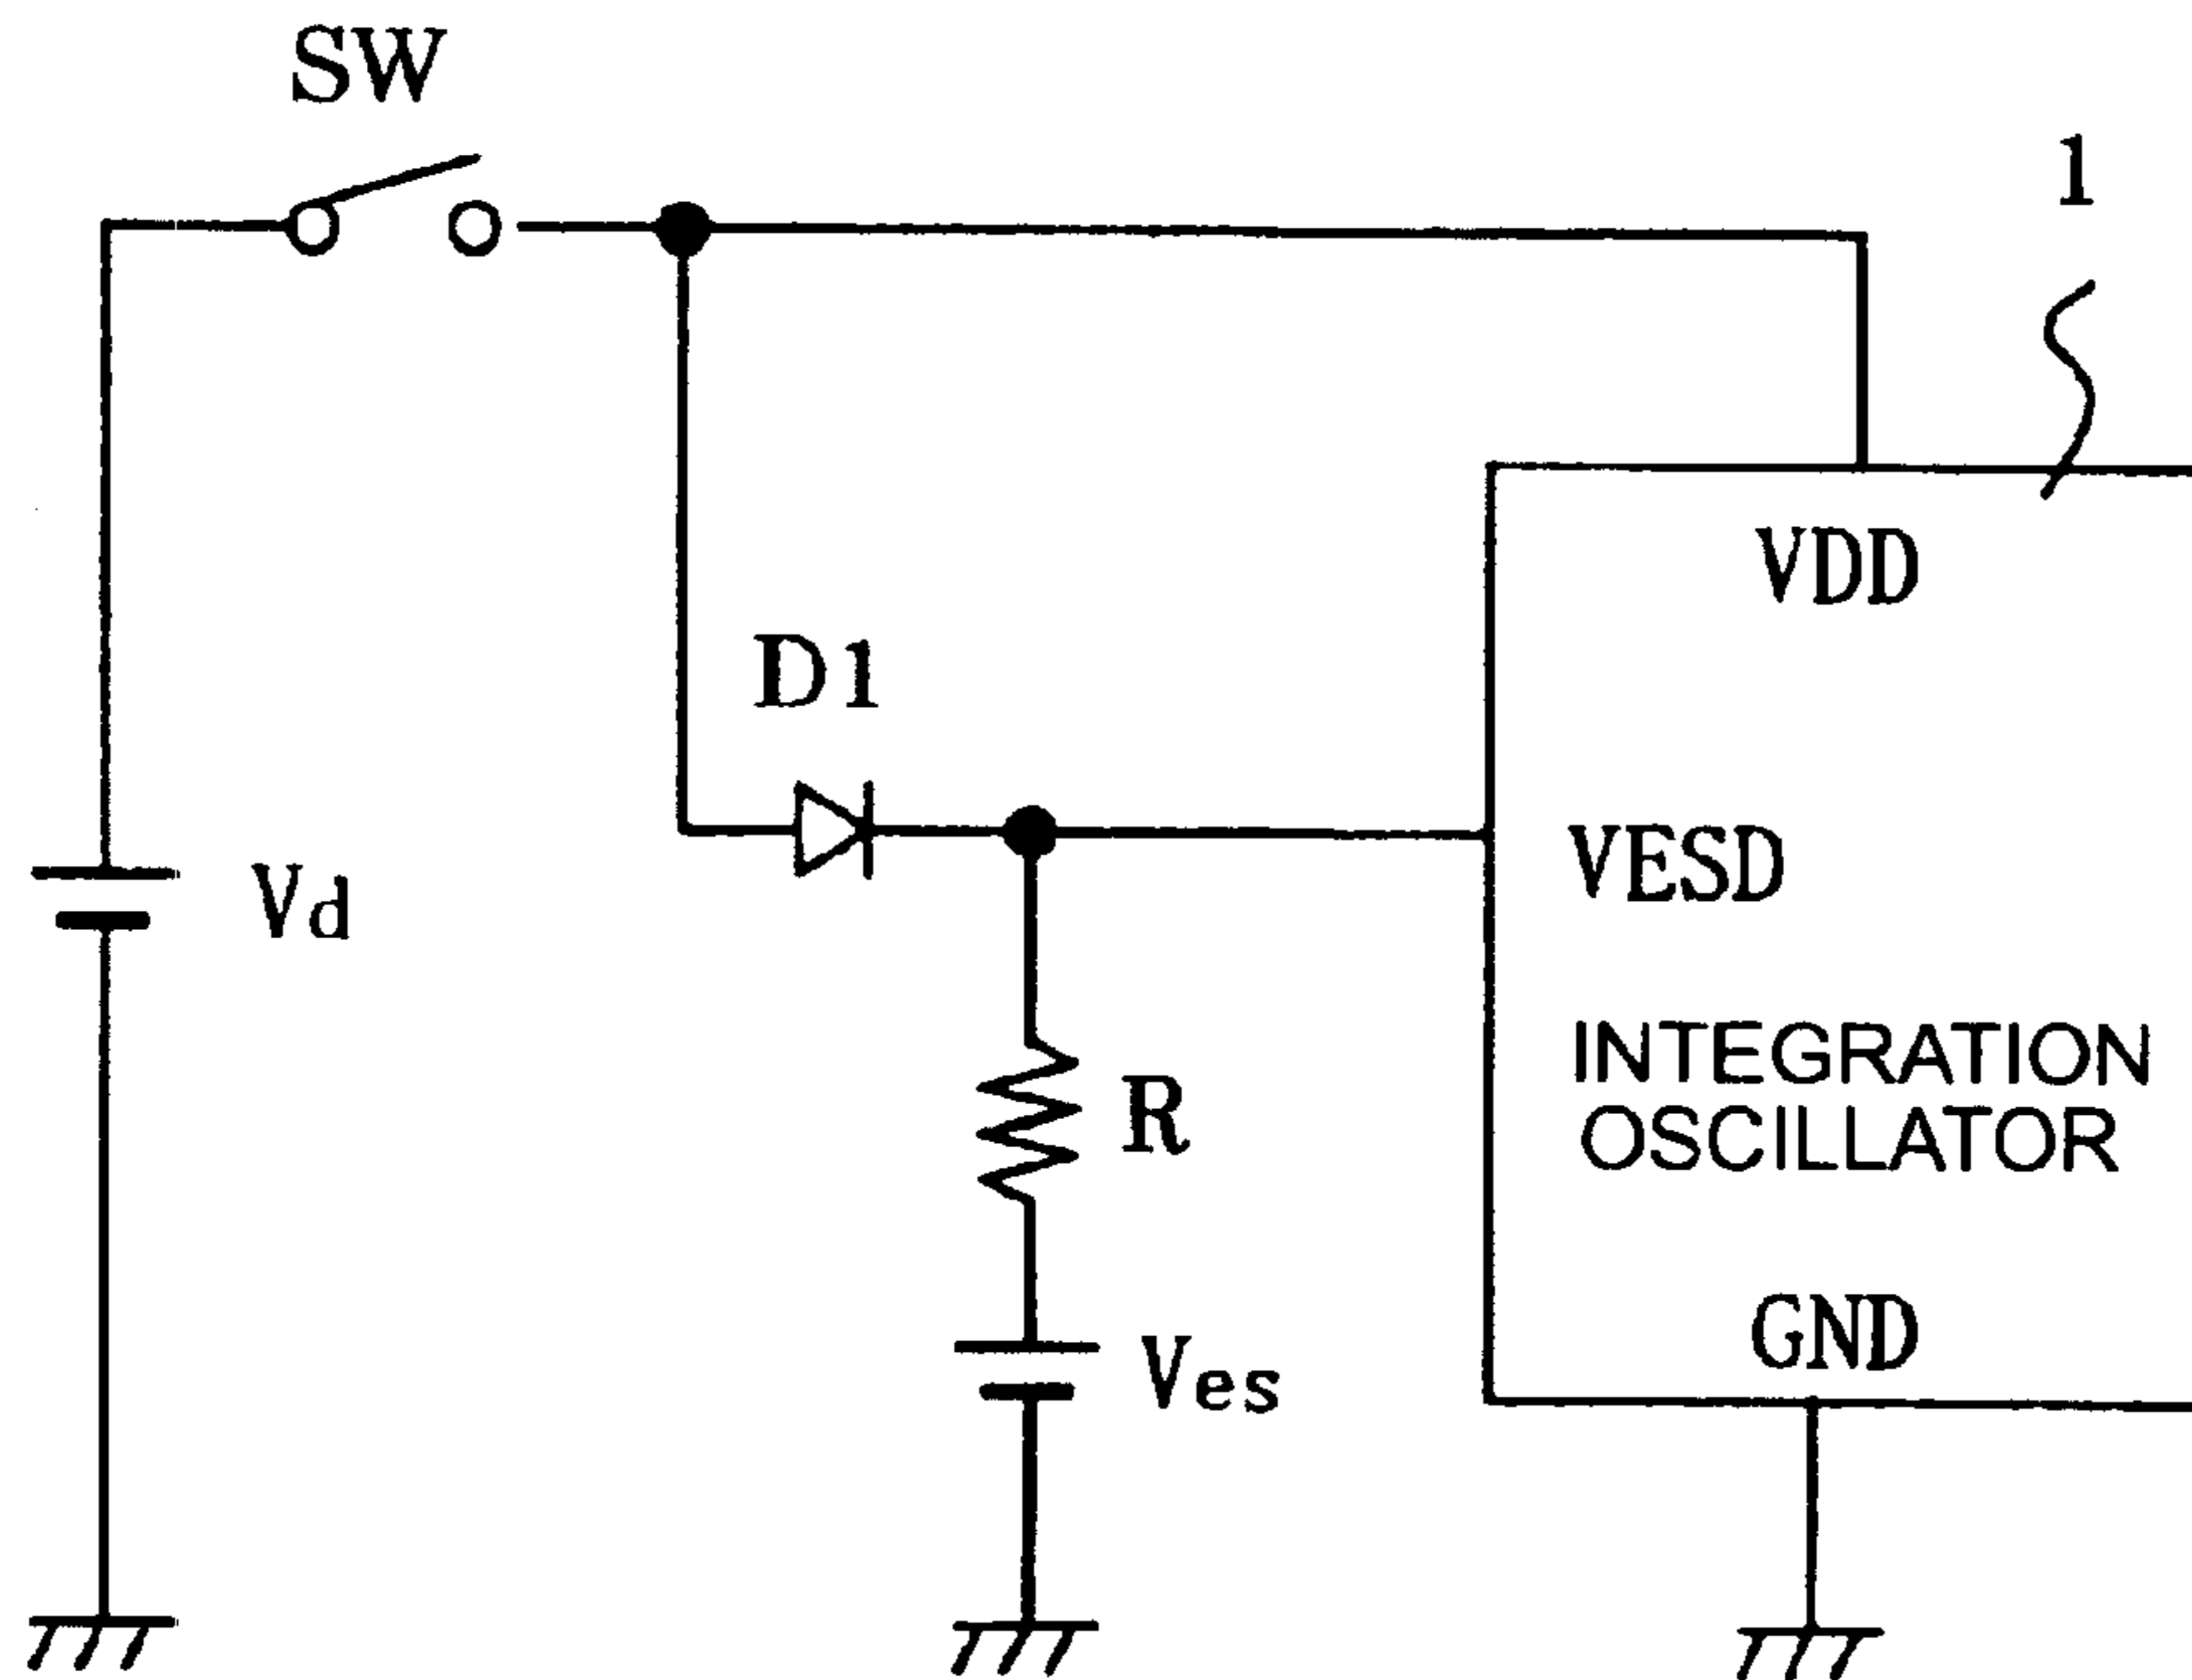 SW
1
VDD
D1
VESD
Vd
INTEGRATION
OSCILLATOR
R
GND
Ves